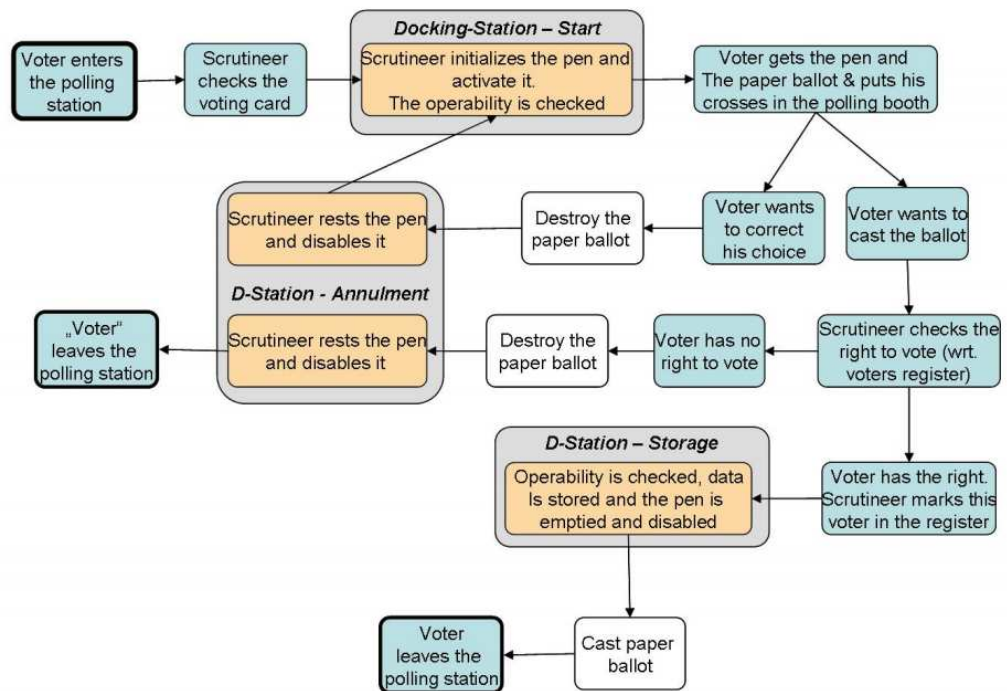 Docking-Station – Start
Voter enters
the polling
station
Scrutineer
checks the
voting card
Scrutineer initializes the pen and
activate it.
The operability is checked
Voter gets the pen and
The paper ballot & puts his
crosses in the polling booth
Scrutineer rests the pen
and disables it
Destroy the
paper ballot
Voter wants
to correct
his choice
Voter wants to
cast the ballot
D-Station - Annulment
„Voter“
leaves the
polling station
Scrutineer rests the pen
and disables it
Destroy the
paper ballot
Voter has no
right to vote
Scrutineer checks the
right to vote (wrt.
voters register)
D-Station – Storage
Operability is checked, data
Is stored and the pen is
emptied and disabled
Voter has the right.
Scrutineer marks this
voter in the register
Voter
leaves the
polling station
Cast paper
ballot